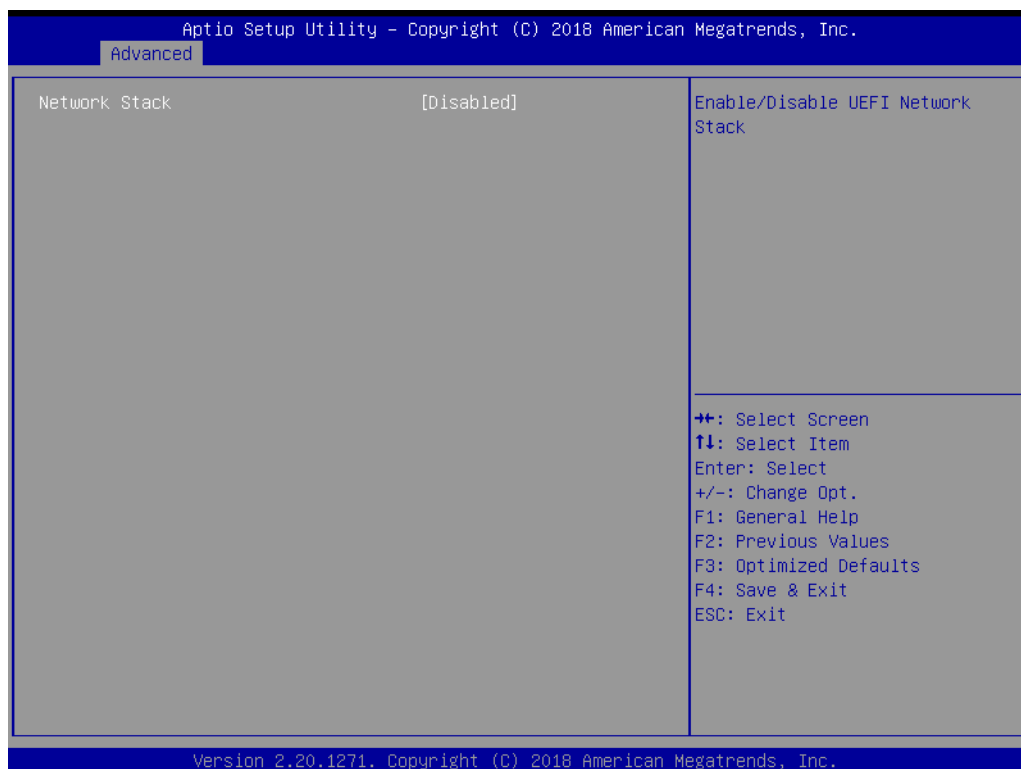 Aptio Setup Utility – Copyright (C) 2018 American Megatrends, Inc.
Advanced
Network Stack [Disabled]
Enable/Disable UEFI Network
Stack
→←: Select Screen
↑↓: Select Item
Enter: Select
+/-: Change Opt.
F1: General Help
F2: Previous Values
F3: Optimized Defaults
F4: Save & Exit
ESC: Exit
Version 2.20.1271. Copyright (C) 2018 American Megatrends, Inc.